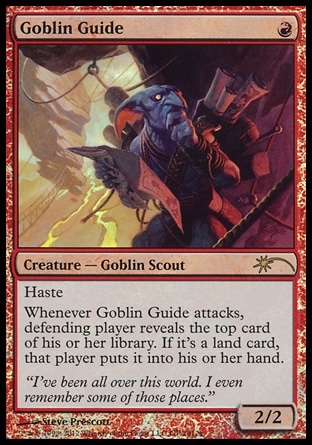 Goblin Guide
Creature — Goblin Scout
Haste
Whenever Goblin Guide attacks,
defending player reveals the top card
of his or her library. If it's a land card,
that player puts it into his or her hand.
"I've been all over this world. I even
remember some of those places."
2/2
Steve Prescott